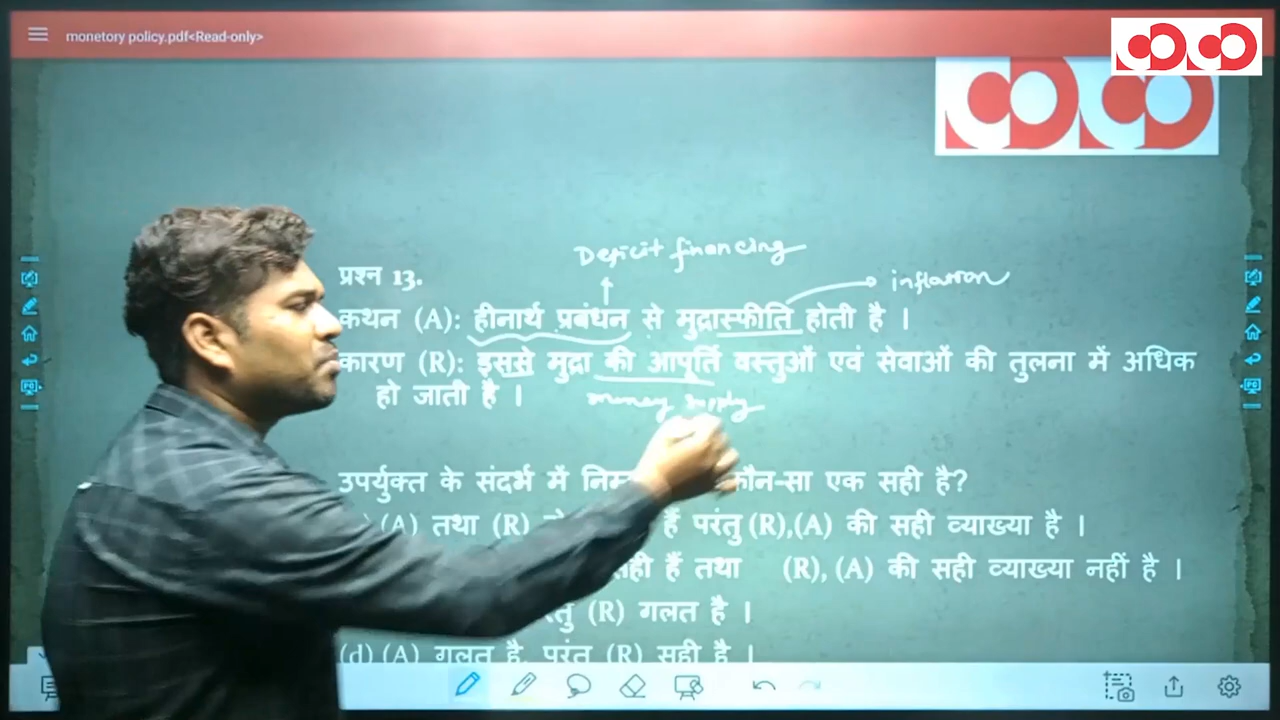 monetory policy.pdf<Read-only>
Deficit financing
प्रश्न 13.
inflation
कथन (A): हीनार्थ प्रबंधन से मुद्रास्फीति होती है ।
कारण (R): इससे मुद्रा की आपूर्ति वस्तुओं एवं सेवाओं की तुलना में अधिक
हो जाती है ।
money supply
उपर्युक्त के संदर्भ में कौन-सा एक सही है?
(A) तथा (R) हैं परंतु (R),(A) की सही व्याख्या है ।
सही हैं तथा (R), (A) की सही व्याख्या नहीं है ।
(R) गलत है ।
(d) (A) गलत है, परंतु (R) सही है ।